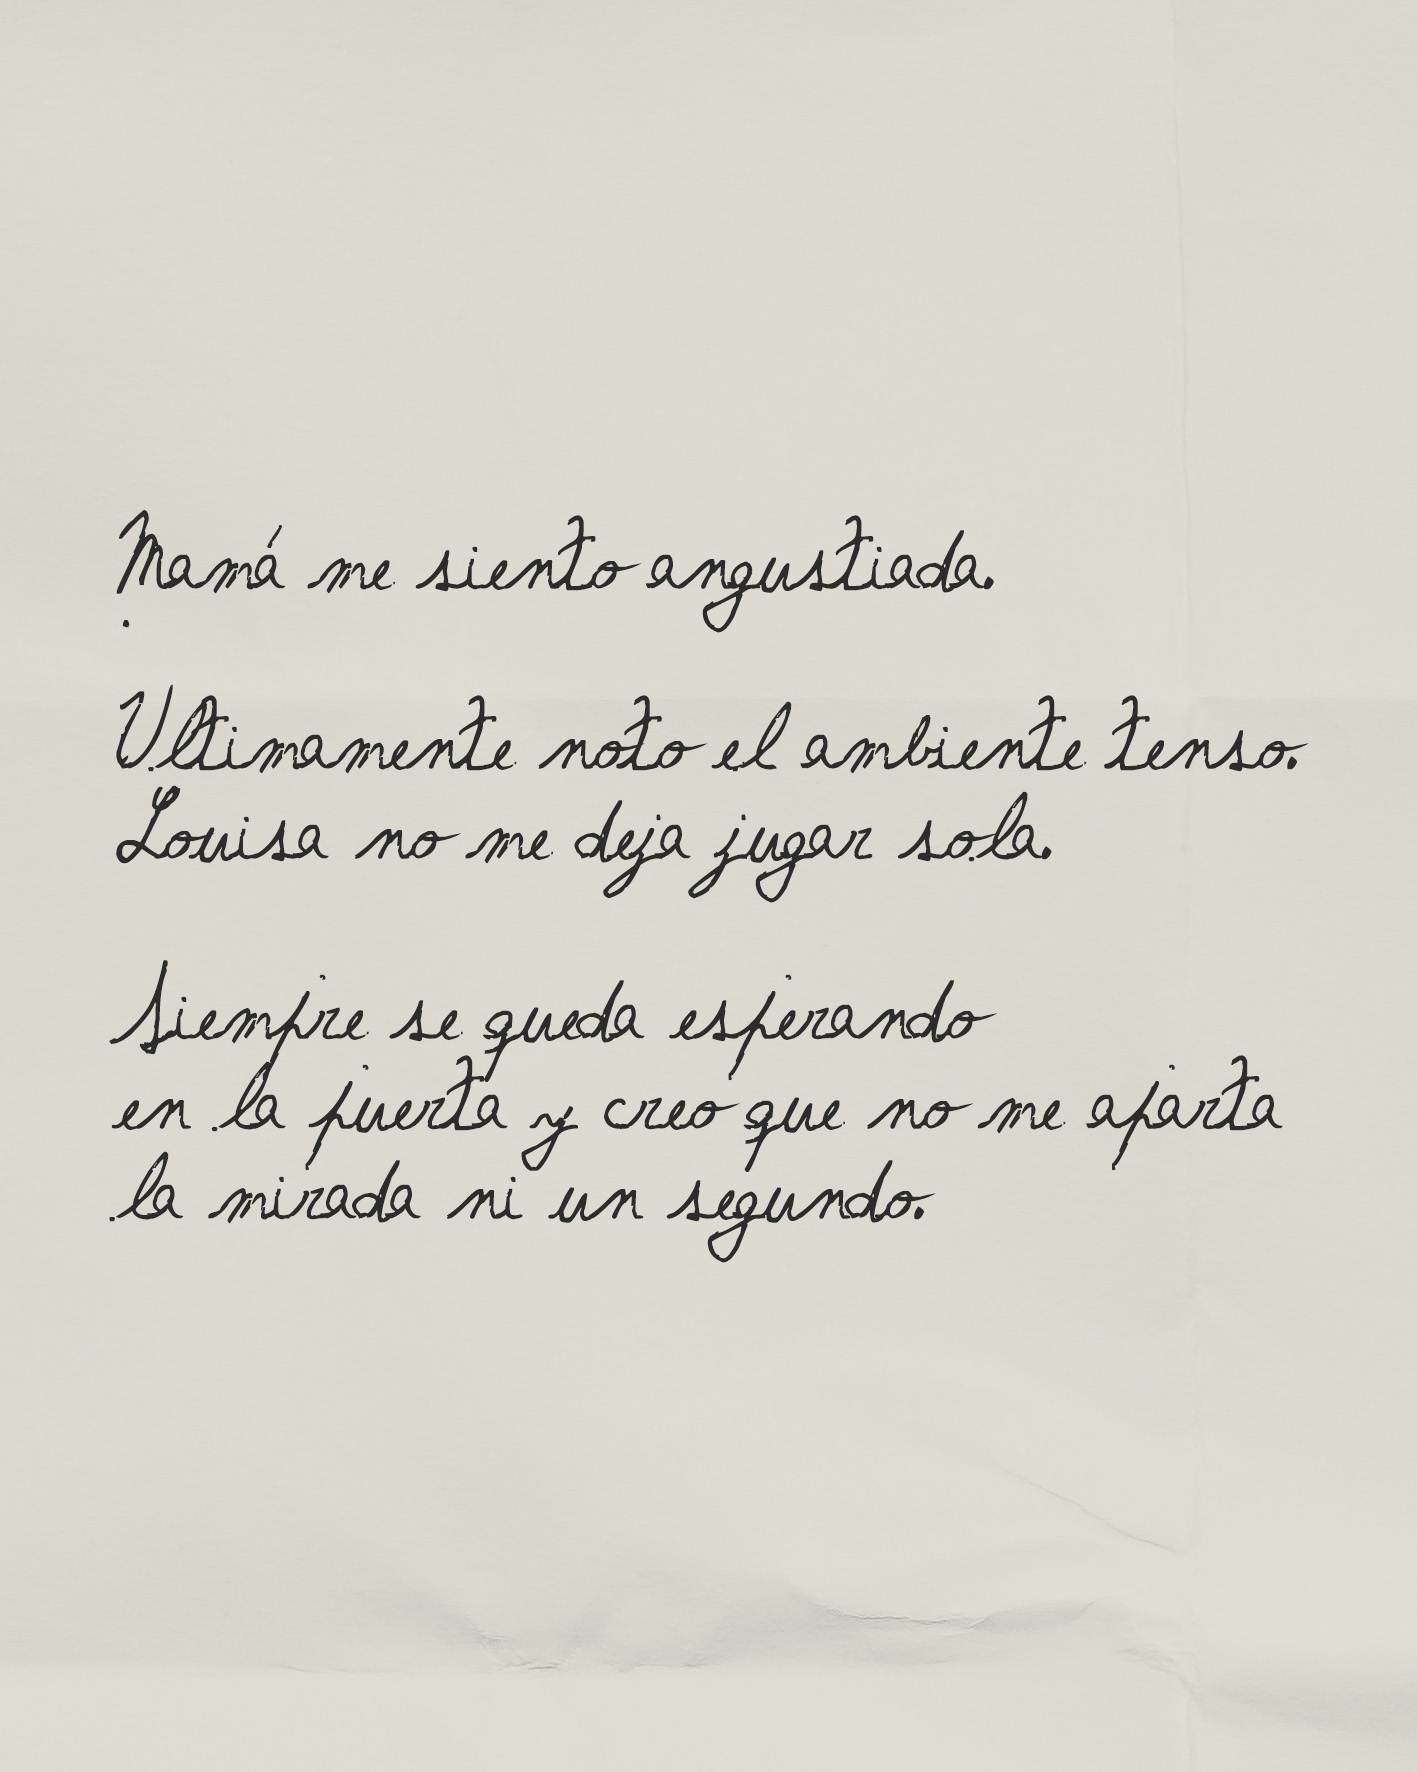 Mamá me siento angustiada.
Ultimamente noto el ambiente tenso.
Louisa no me deja jugar sola.
Siempre se queda esperando
en la puerta y creo que no me aparta
la mirada ni un segundo.